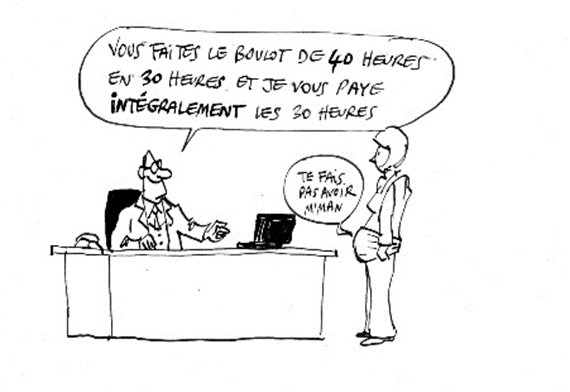 VOUS FAITES LE BOULOT DE 40 HEURES
EN 30 HEURES. ET JE VOUS PAYE
INTÉGRALEMENT LES 30 HEURES
TE FAIS
PAS AVOIR
M'MAN